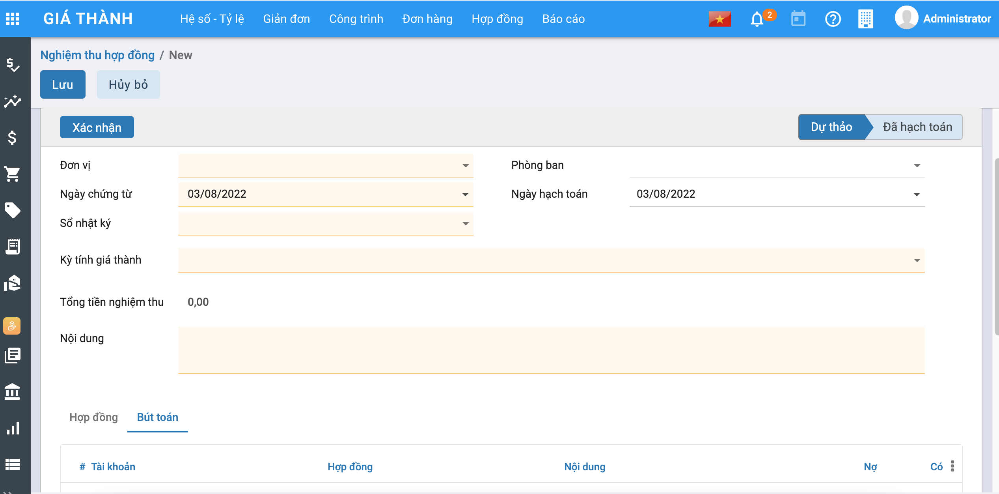 GIÁ THÀNH Hệ số - Tỷ lệ Giản đơn Công trình Đơn hàng Hợp đồng Báo cáo 2 Administrator
Nghiệm thu hợp đồng / New
Lưu Hủy bỏ
Xác nhận Dự thảo Đã hạch toán
Đơn vị Phòng ban
Ngày chứng từ 03/08/2022 Ngày hạch toán 03/08/2022
Sổ nhật ký
Kỳ tính giá thành
Tổng tiền nghiệm thu 0,00
Nội dung
Hợp đồng Bút toán
# Tài khoản Hợp đồng Nội dung Nợ Có